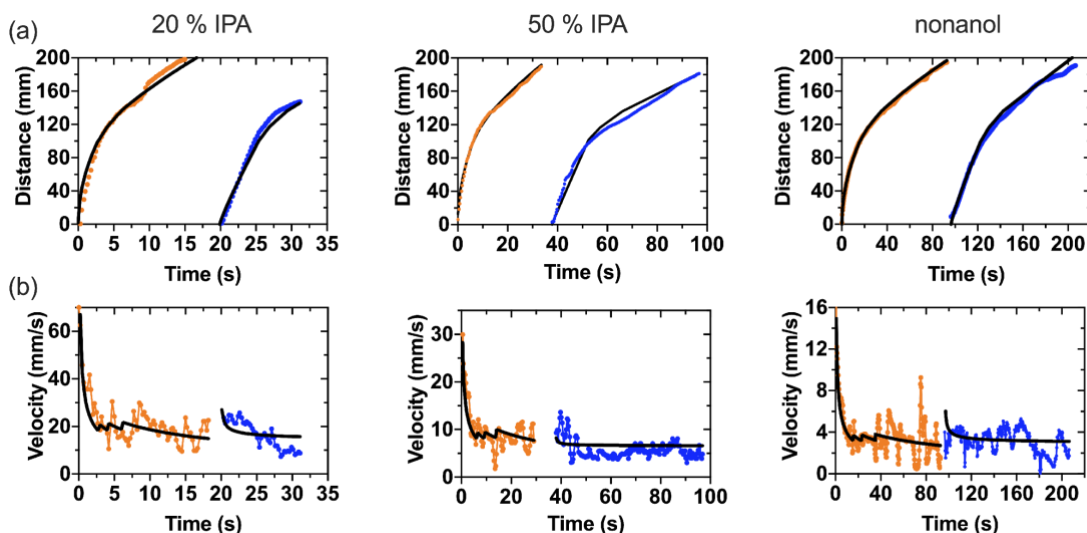 (a) 20 % IPA 50 % IPA nonanol
Distance (mm) 200 160 120 80 40 0
0 5 10 15 20 25 30 35
Time (s)
Distance (mm) 200 160 120 80 40 0
0 20 40 60 80 100
Time (s)
Distance (mm) 200 160 120 80 40 0
0 40 80 120 160 200
Time (s)
(b)
Velocity (mm/s) 60 40 20 0
0 5 10 15 20 25 30 35
Time (s)
Velocity (mm/s) 30 20 10 0
0 20 40 60 80 100
Time (s)
Velocity (mm/s) 16 12 8 4 0
0 40 80 120 160 200
Time (s)